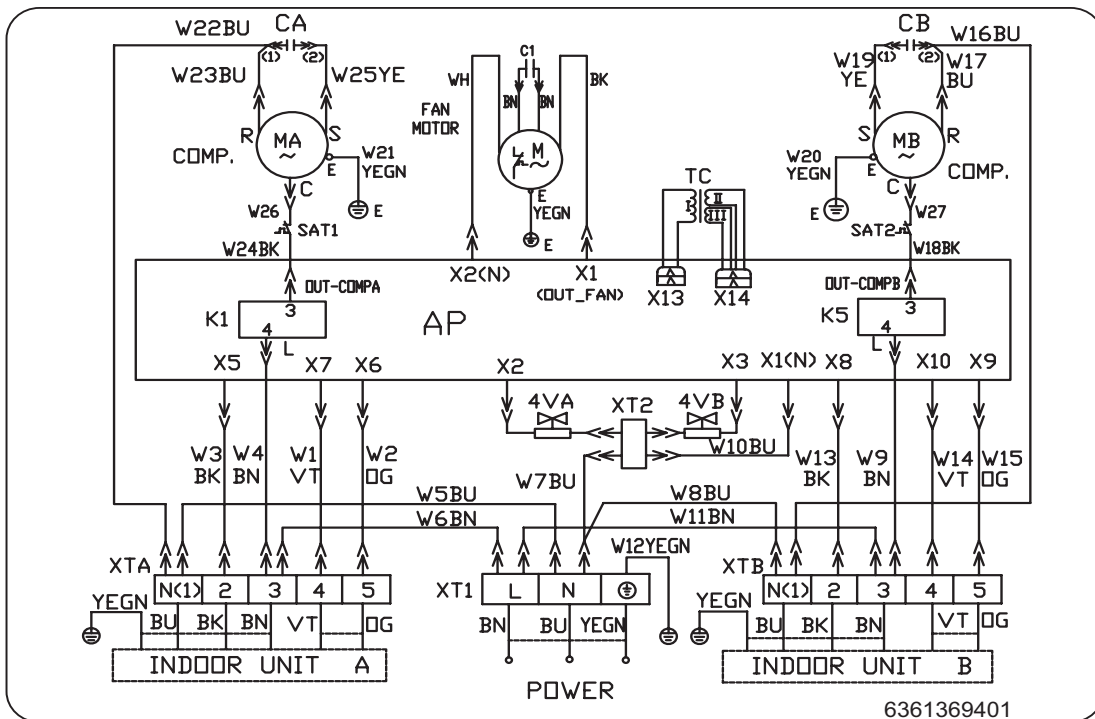 W22BU CA C1 CB W16BU
(1) (2) (1) (2)
W23BU W25YE WH BN BN BK W19 YE W17 BU
FAN MOTOR
R MA ~ S M ~ S MB ~ R
COMP. W21 YEGN E E YEGN W20 YEGN E COMP.
C E E TC I II III E C
W26 SAT1 SAT2 W27
W24BK W18BK
X2(N) X1 (OUT_FAN) X13 X14
OUT-COMPA OUT-COMPB
K1 3 4 L AP K5 3 4 L
X5 X7 X6 X2 X3 X1(N) X8 X10 X9
4VA XT2 4VB
W10BU
W3 BK W4 BN W1 VT W2 OG W7BU W13 BK W9 BN W14 VT W15 OG
W5BU W8BU
W6BN W11BN
W12YEGN
XTA XT1 XTB
N(1) 2 3 4 5 L N N(1) 2 3 4 5
YEGN BU BK BN VT OG BN BU YEGN YEGN BU BK BN VT OG
INDOOR UNIT A INDOOR UNIT B
POWER
6361369401